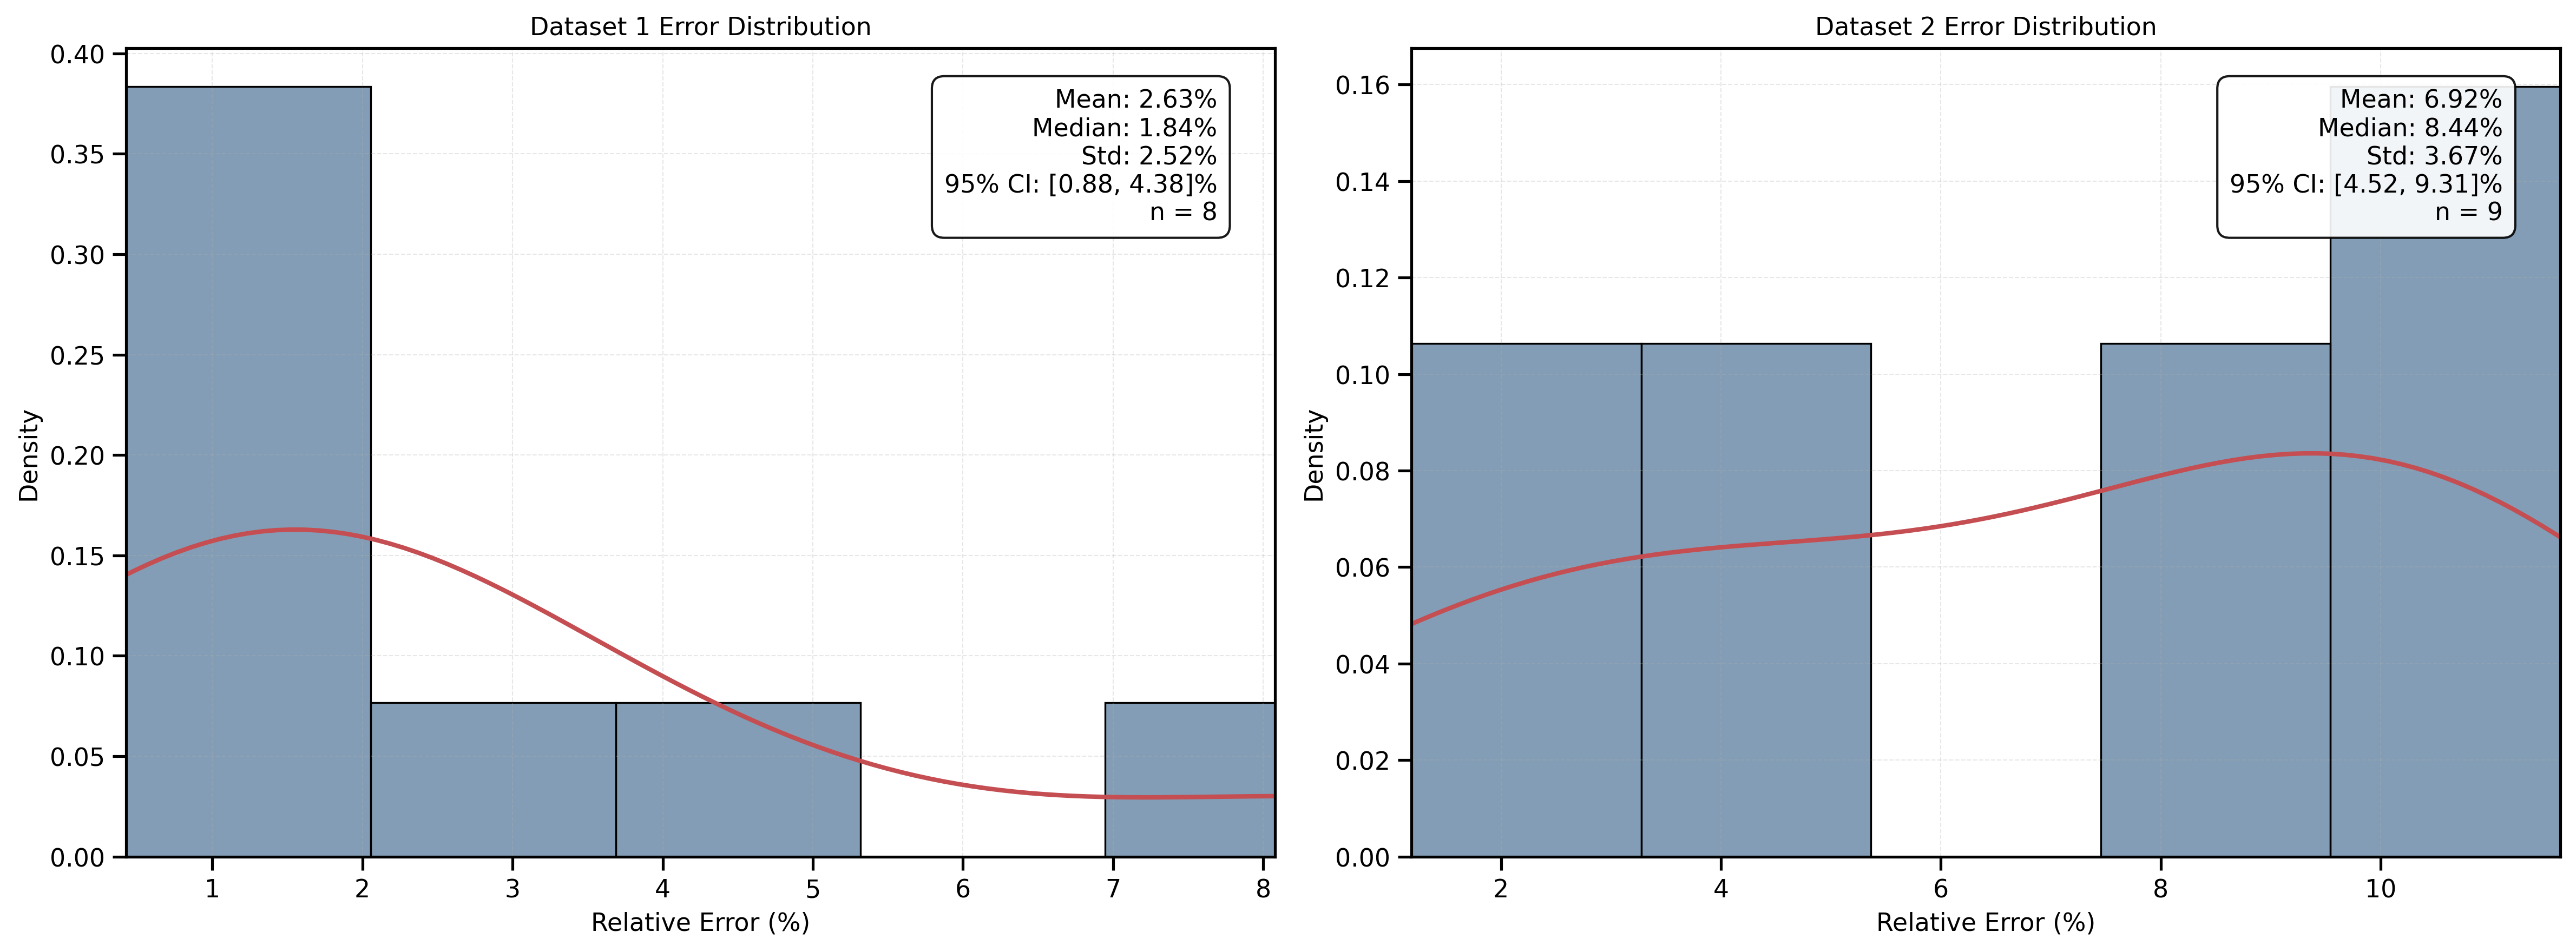 Dataset 1 Error Distribution
0.40
0.35
0.30
0.25
0.20
0.15
0.10
0.05
0.00
Density
Mean: 2.63%
Median: 1.84%
Std: 2.52%
95% CI: [0.88, 4.38]%
n = 8
1 2 3 4 5 6 7 8
Relative Error (%)
Dataset 2 Error Distribution
0.16
0.14
0.12
0.10
0.08
0.06
0.04
0.02
0.00
Density
Mean: 6.92%
Median: 8.44%
Std: 3.67%
95% CI: [4.52, 9.31]%
n = 9
2 4 6 8 10
Relative Error (%)